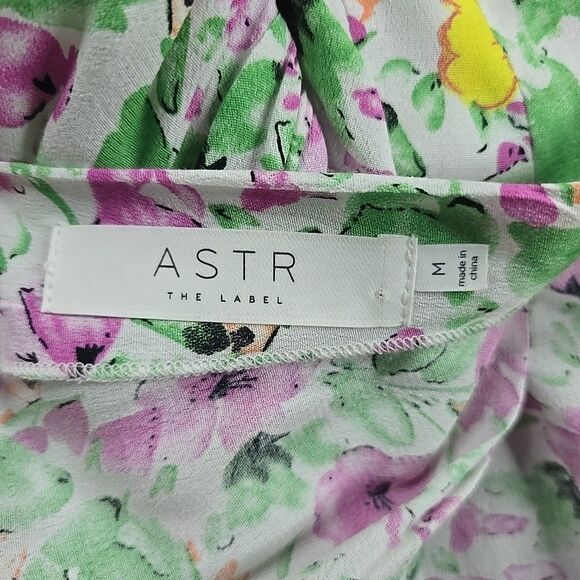 ASTR
THE LABEL
M
made in
china